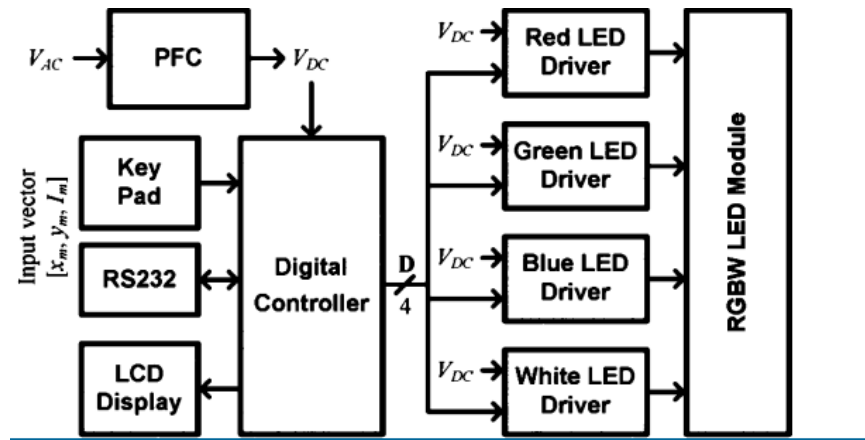 V_AC
PFC
V_DC
Input vector
[x_m, y_m, I_m]
Key
Pad
RS232
LCD
Display
Digital
Controller
D
4
V_DC
Red LED
Driver
V_DC
Green LED
Driver
V_DC
Blue LED
Driver
V_DC
White LED
Driver
RGBW LED Module